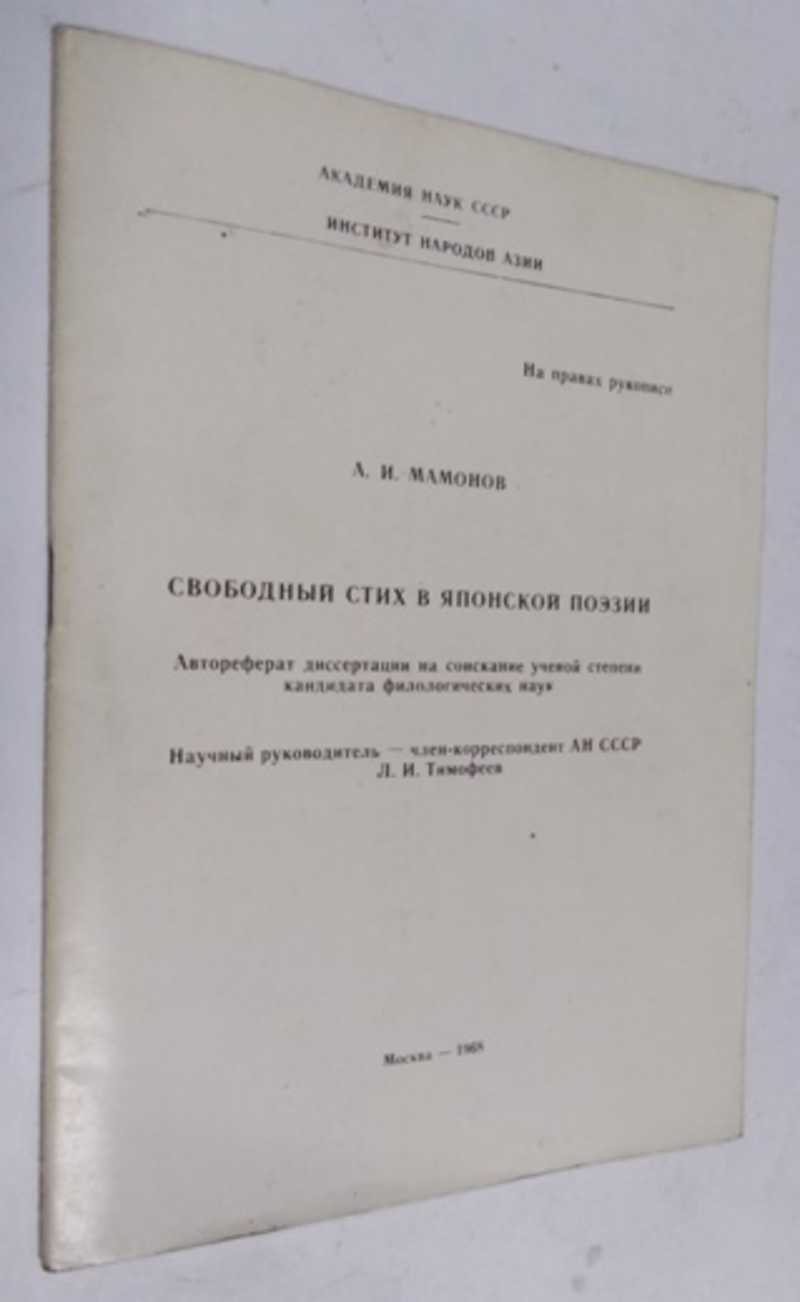 АКАДЕМИЯ НАУК СССР
ИНСТИТУТ НАРОДОВ АЗИИ
На правах рукописи
А. И. МАМОНОВ
СВОБОДНЫЙ СТИХ В ЯПОНСКОЙ ПОЭЗИИ
Автореферат диссертации на соискание ученой степени
кандидата филологических наук
Научный руководитель — член-корреспондент АН СССР
Л. И. Тимофеев
Москва — 1968